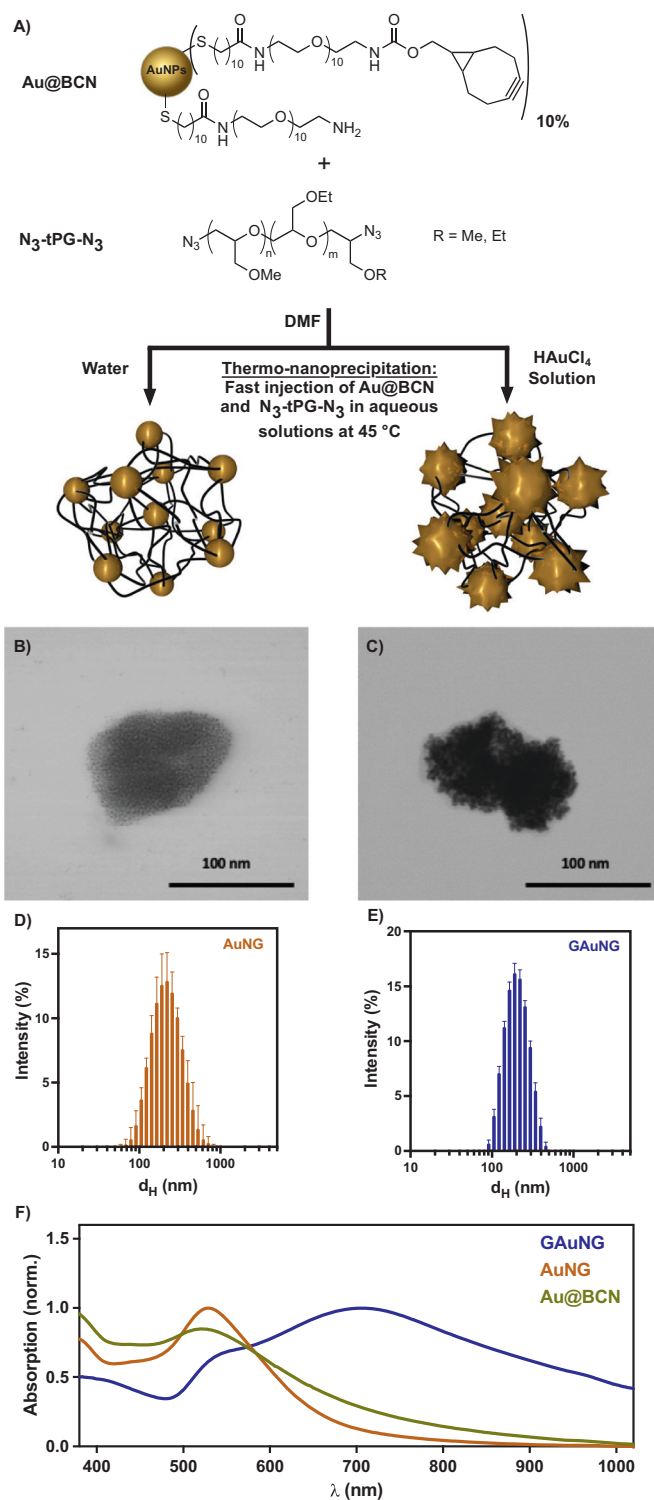 A)
Au@BCN
AuNPs
S
10
O
N
H
O
10
H
N
O
O
10%
S
10
O
N
H
O
10
NH2
+
N3-tPG-N3
N3
O
n
OMe
OEt
O
m
N3
OR
R = Me, Et
DMF
Water
Thermo-nanoprecipitation:
Fast injection of Au@BCN
and N3-tPG-N3 in aqueous
solutions at 45 °C
HAuCl4
Solution
B)
100 nm
C)
100 nm
D)
AuNG
Intensity (%)
15
10
5
0
10
100
1000
dH (nm)
E)
GAuNG
Intensity (%)
20
15
10
5
0
10
100
1000
dH (nm)
F)
GAuNG
AuNG
Au@BCN
Absorption (norm.)
1.5
1.0
0.5
0.0
400
500
600
700
800
900
1000
λ (nm)